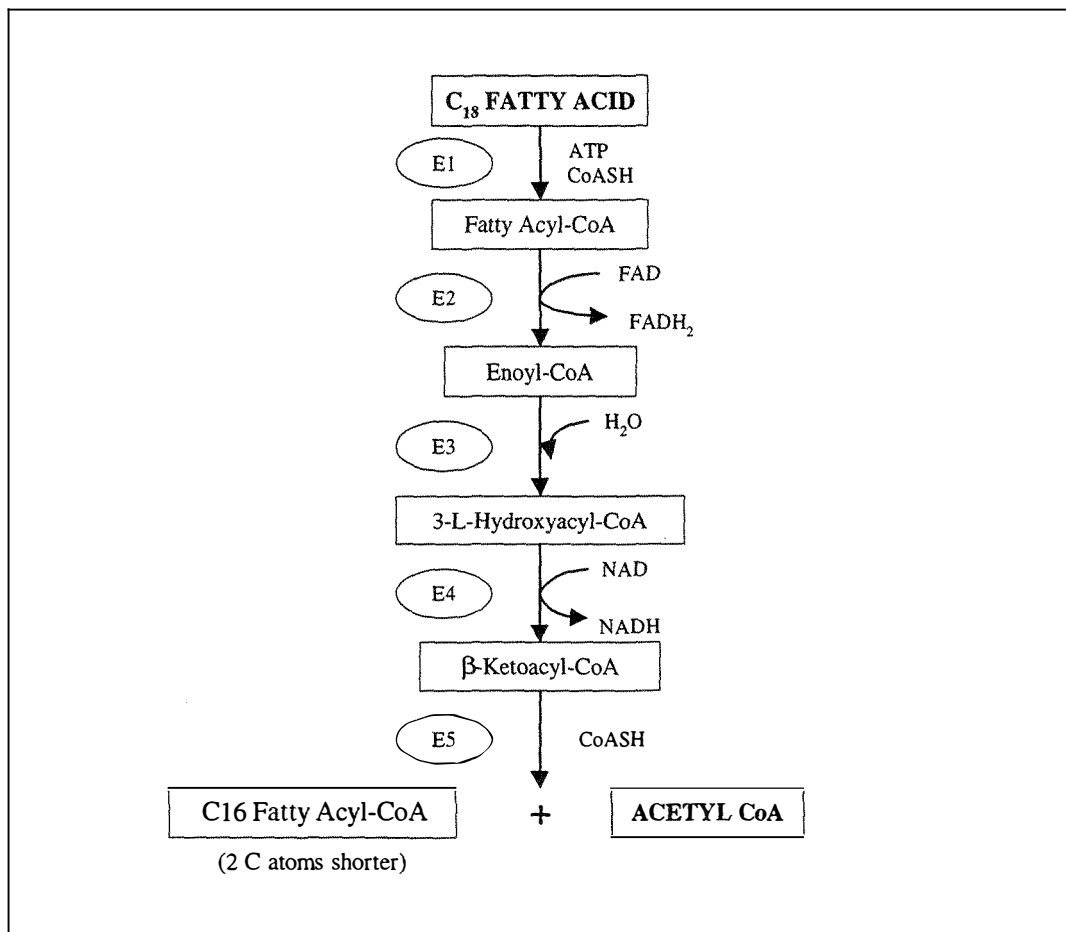 C₁₈ FATTY ACID
E1
ATP
CoASH
Fatty Acyl-CoA
E2
FAD
FADH₂
Enoyl-CoA
E3
H₂O
3-L-Hydroxyacyl-CoA
E4
NAD
NADH
β-Ketoacyl-CoA
E5
CoASH
C16 Fatty Acyl-CoA + ACETYL CoA
(2 C atoms shorter)